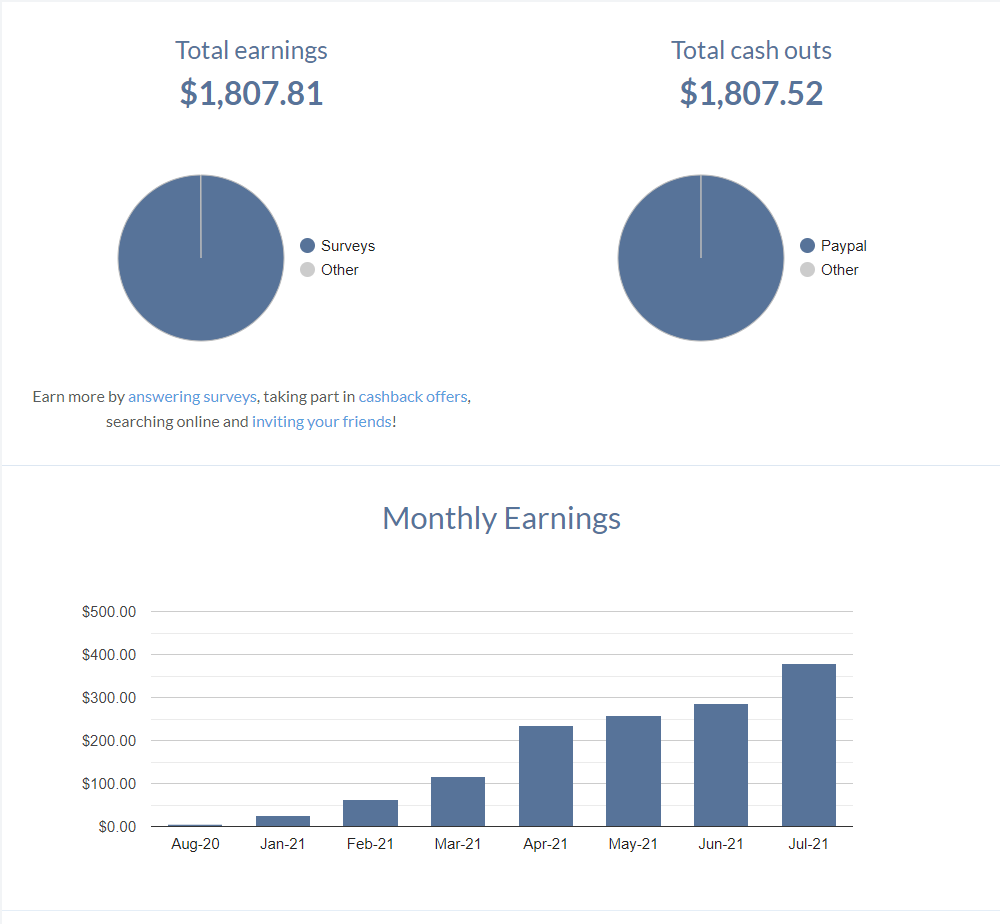 Total earnings
$1,807.81
Total cash outs
$1,807.52
Surveys
Other
Paypal
Other
Earn more by answering surveys, taking part in cashback offers,
searching online and inviting your friends!
Monthly Earnings
$500.00
$400.00
$300.00
$200.00
$100.00
$0.00
Aug-20 Jan-21 Feb-21 Mar-21 Apr-21 May-21 Jun-21 Jul-21